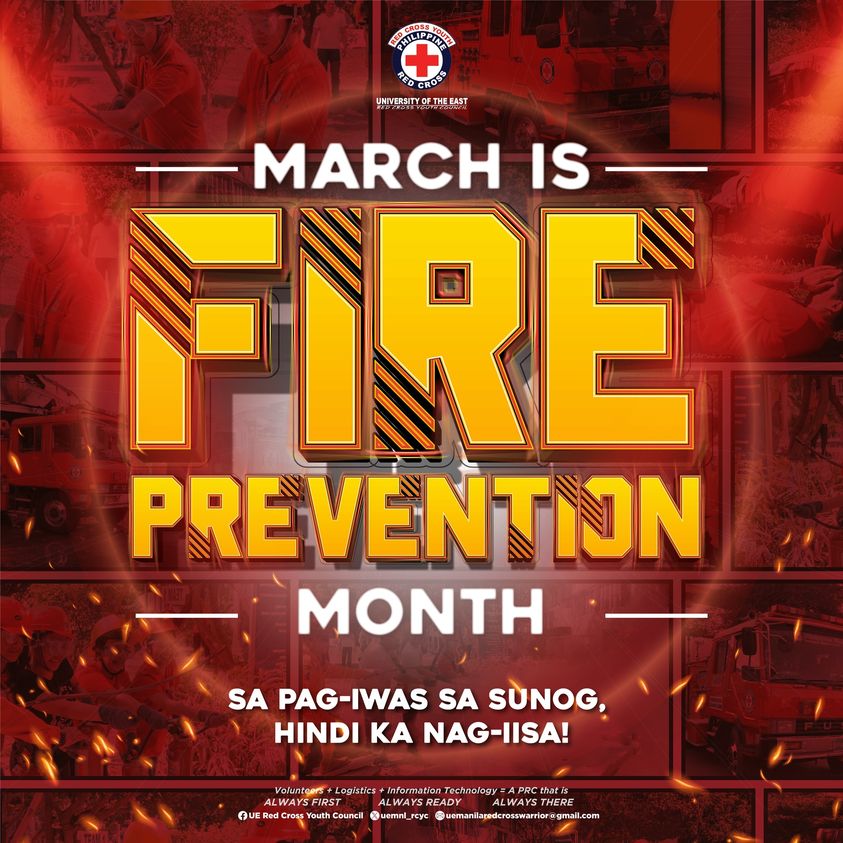 RED CROSS YOUTH
PHILIPPINE
RED CROSS
UNIVERSITY OF THE EAST
RED CROSS YOUTH COUNCIL
MARCH IS
FIRE
PREVENTION
MONTH
SA PAG-IWAS SA SUNOG,
HINDI KA NAG-IISA!
Volunteers + Logistics + Information Technology = A PRC that is
ALWAYS FIRST ALWAYS READY ALWAYS THERE
UE Red Cross Youth Council uemnl_rcyc uemanilaredcrosswarrior@gmail.com